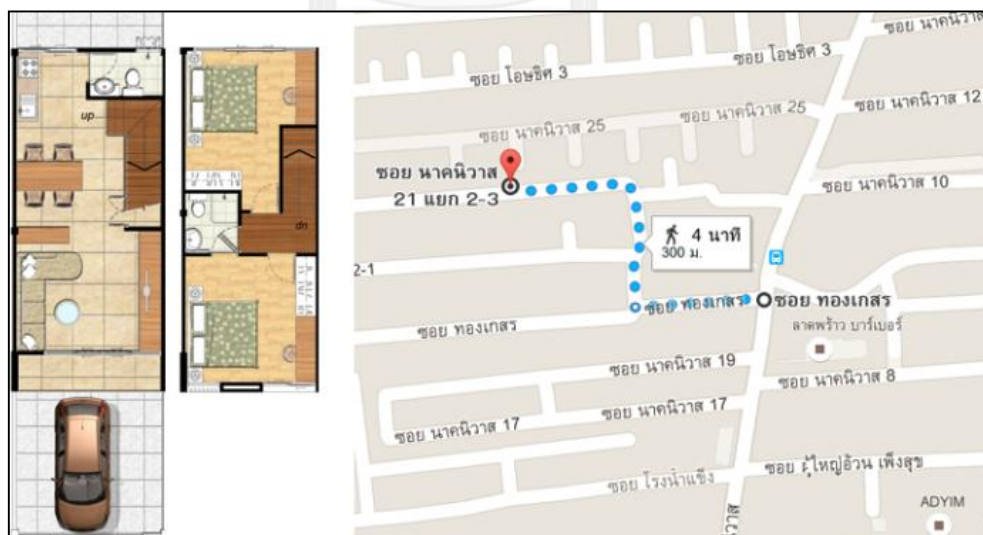 up
dn
ซอย โอษธิศ 3
ซอย โอษธิศ 3
ซอย นาคนิวาส
ซอย นาคนิวาส 12
ซอย นาคนิวาส 25
ซอย นาคนิวาส 25
ซอย นาคนิวาส
21 แยก 2-3
ซอย นาคนิวาส 10
4 นาที
300 ม.
2-1
ซอย ทองเกสร
ซอย ทองเกสร
ซอย ทองเกสร
ลาดพร้าว บาร์เบอร์
ซอย นาคนิวาส 19
ซอย นาคนิวาส 8
ซอย นาคนิวาส 17
ซอย นาคนิวาส 17
ซอย ผู้ใหญ่อ้วน เพ็งสุข
ซอย โรงน้ำแข็ง
ADYIM
วาส